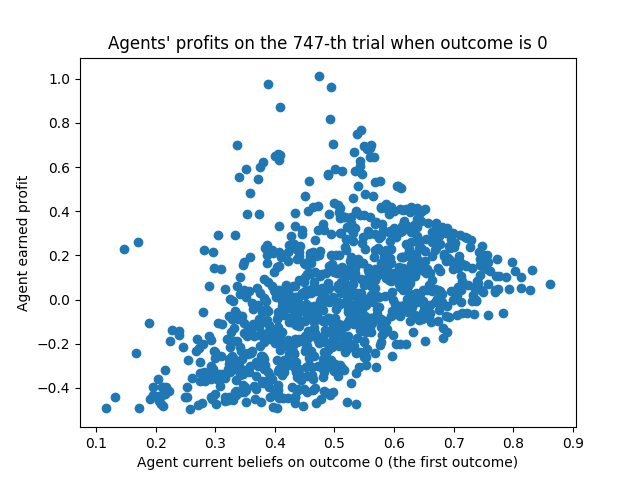 Agents' profits on the 747-th trial when outcome is 0
Agent earned profit
1.0
0.8
0.6
0.4
0.2
0.0
−0.2
−0.4
0.1 0.2 0.3 0.4 0.5 0.6 0.7 0.8 0.9
Agent current beliefs on outcome 0 (the first outcome)